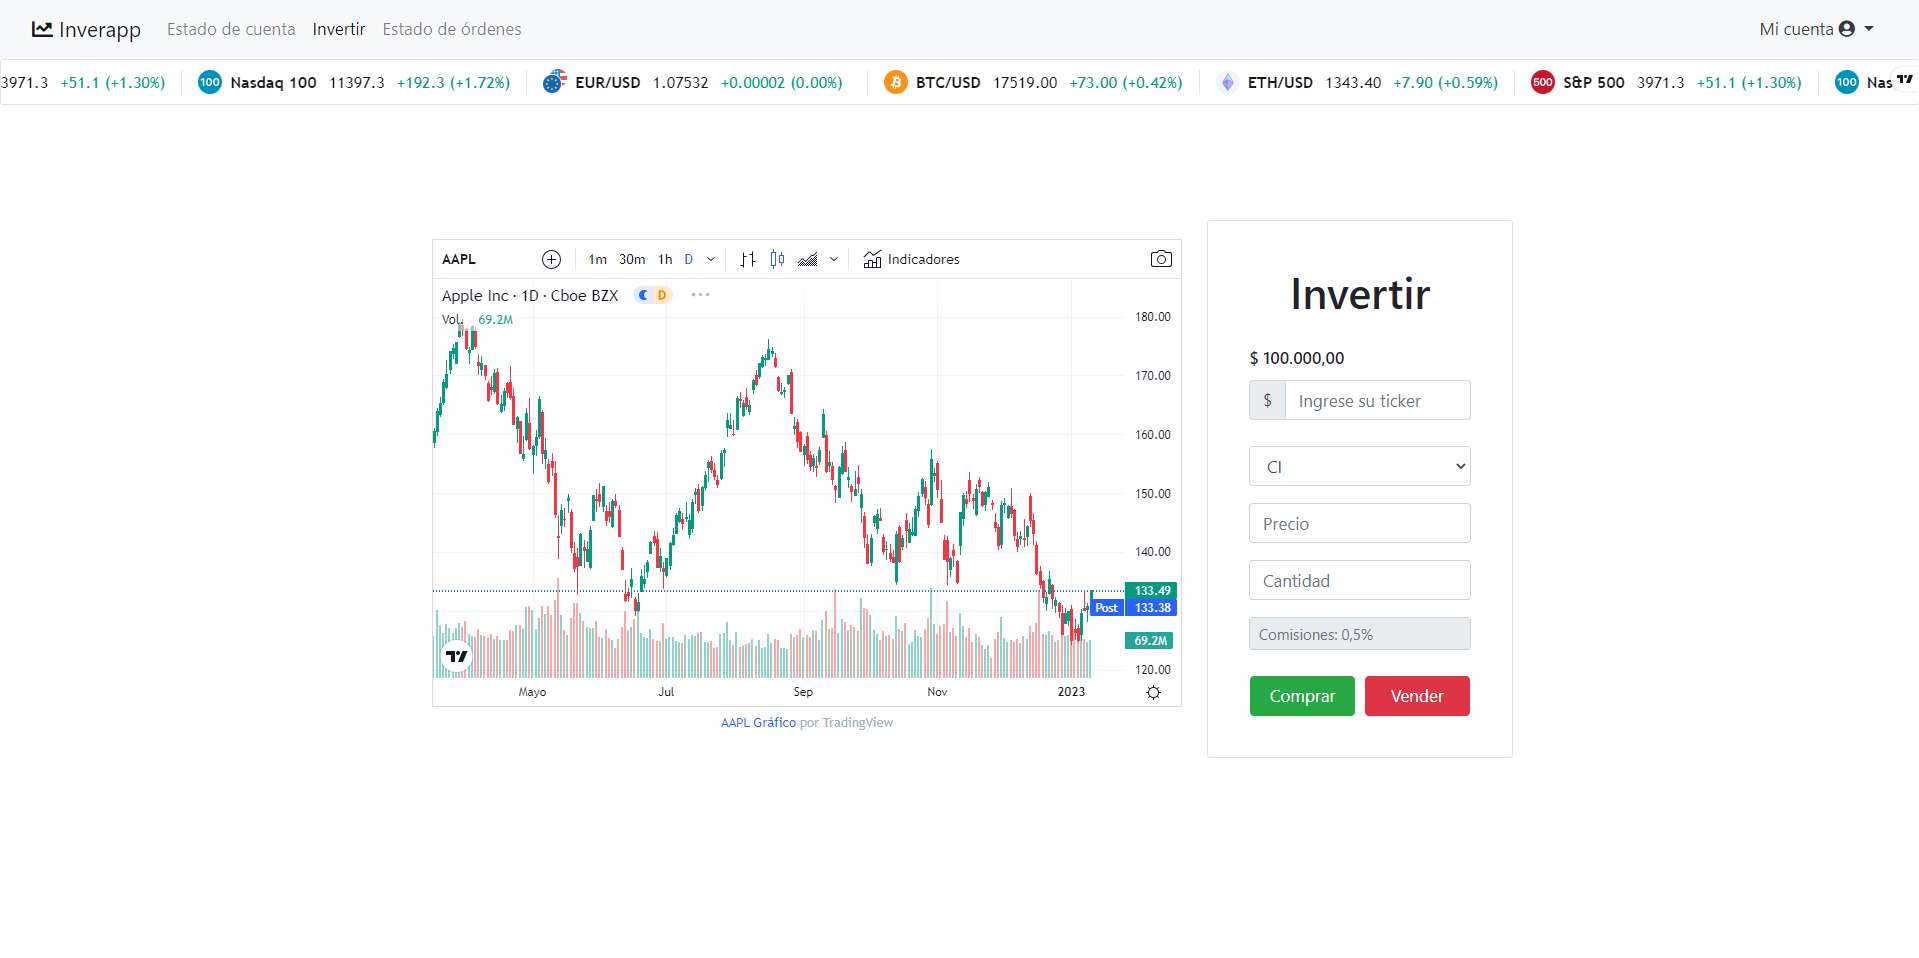 Inverapp Estado de cuenta Invertir Estado de órdenes Mi cuenta
3971.3 +51.1 (+1.30%) 100 Nasdaq 100 11397.3 +192.3 (+1.72%) EUR/USD 1.07532 +0.00002 (0.00%) BTC/USD 17519.00 +73.00 (+0.42%) ETH/USD 1343.40 +7.90 (+0.59%) 500 S&P 500 3971.3 +51.1 (+1.30%) 100 Nas
AAPL 1m 30m 1h D Indicadores
Apple Inc · 1D · Cboe BZX D
Vol. 69.2M
180.00
170.00
160.00
150.00
140.00
133.49
Post 133.38
69.2M
120.00
Mayo Jul Sep Nov 2023
AAPL Gráfico por TradingView
Invertir
$ 100.000,00
$ Ingrese su ticker
CI
Precio
Cantidad
Comisiones: 0,5%
Comprar Vender